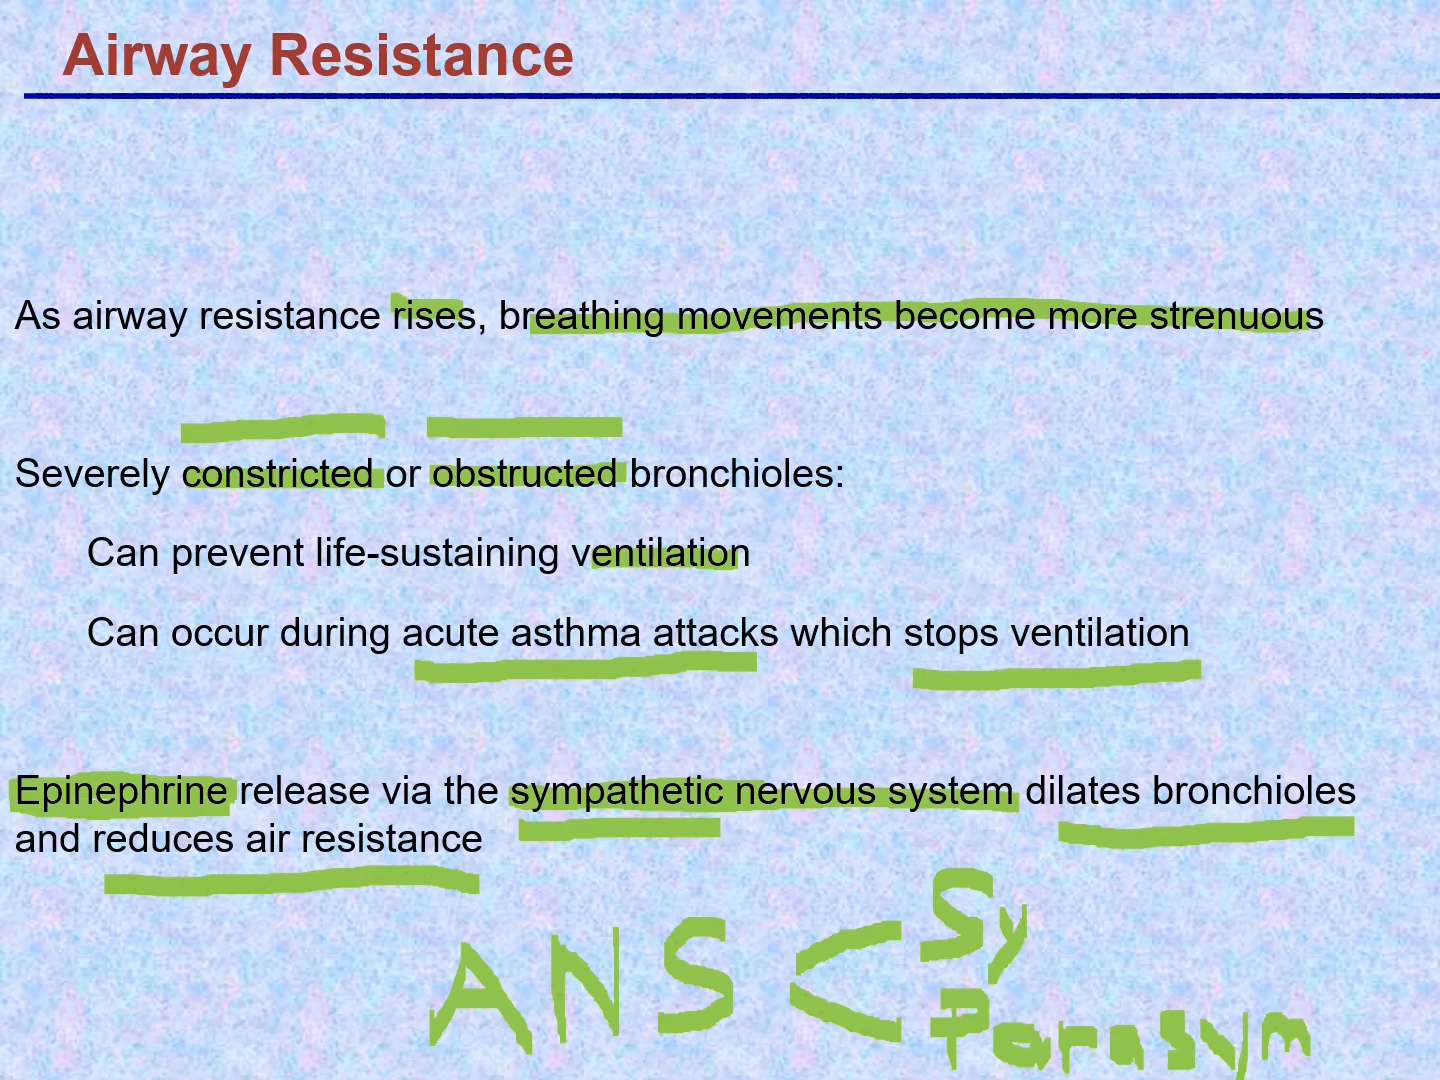 Airway Resistance
As airway resistance rises, breathing movements become more strenuous
Severely constricted or obstructed bronchioles:
Can prevent life-sustaining ventilation
Can occur during acute asthma attacks which stops ventilation
Epinephrine release via the sympathetic nervous system dilates bronchioles
and reduces air resistance
ANS < Sy
Parasym